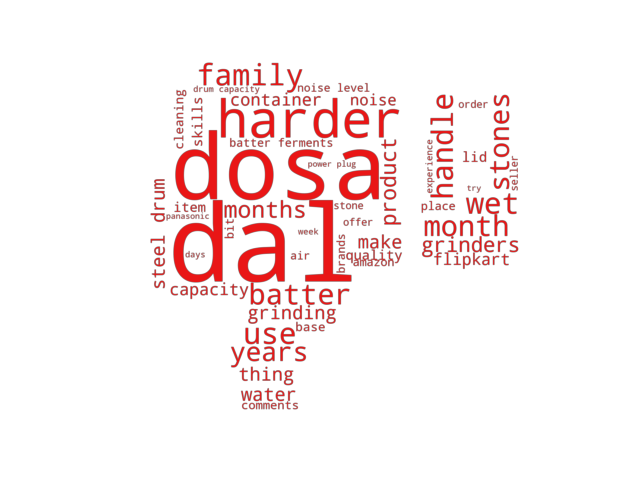 family
drum capacity
noise level
cleaning
skills
container
noise
harder
batter ferments
dosa
power plug
product
steel drum
item
panasonic
months
bit
stone
offer
week
dal
days
air
brands
make
quality
amazon
capacity
batter
grinding
base
use
years
thing
water
comments
handle
order
stones
experience
lid
seller
try
place
wet
month
grinders
flipkart